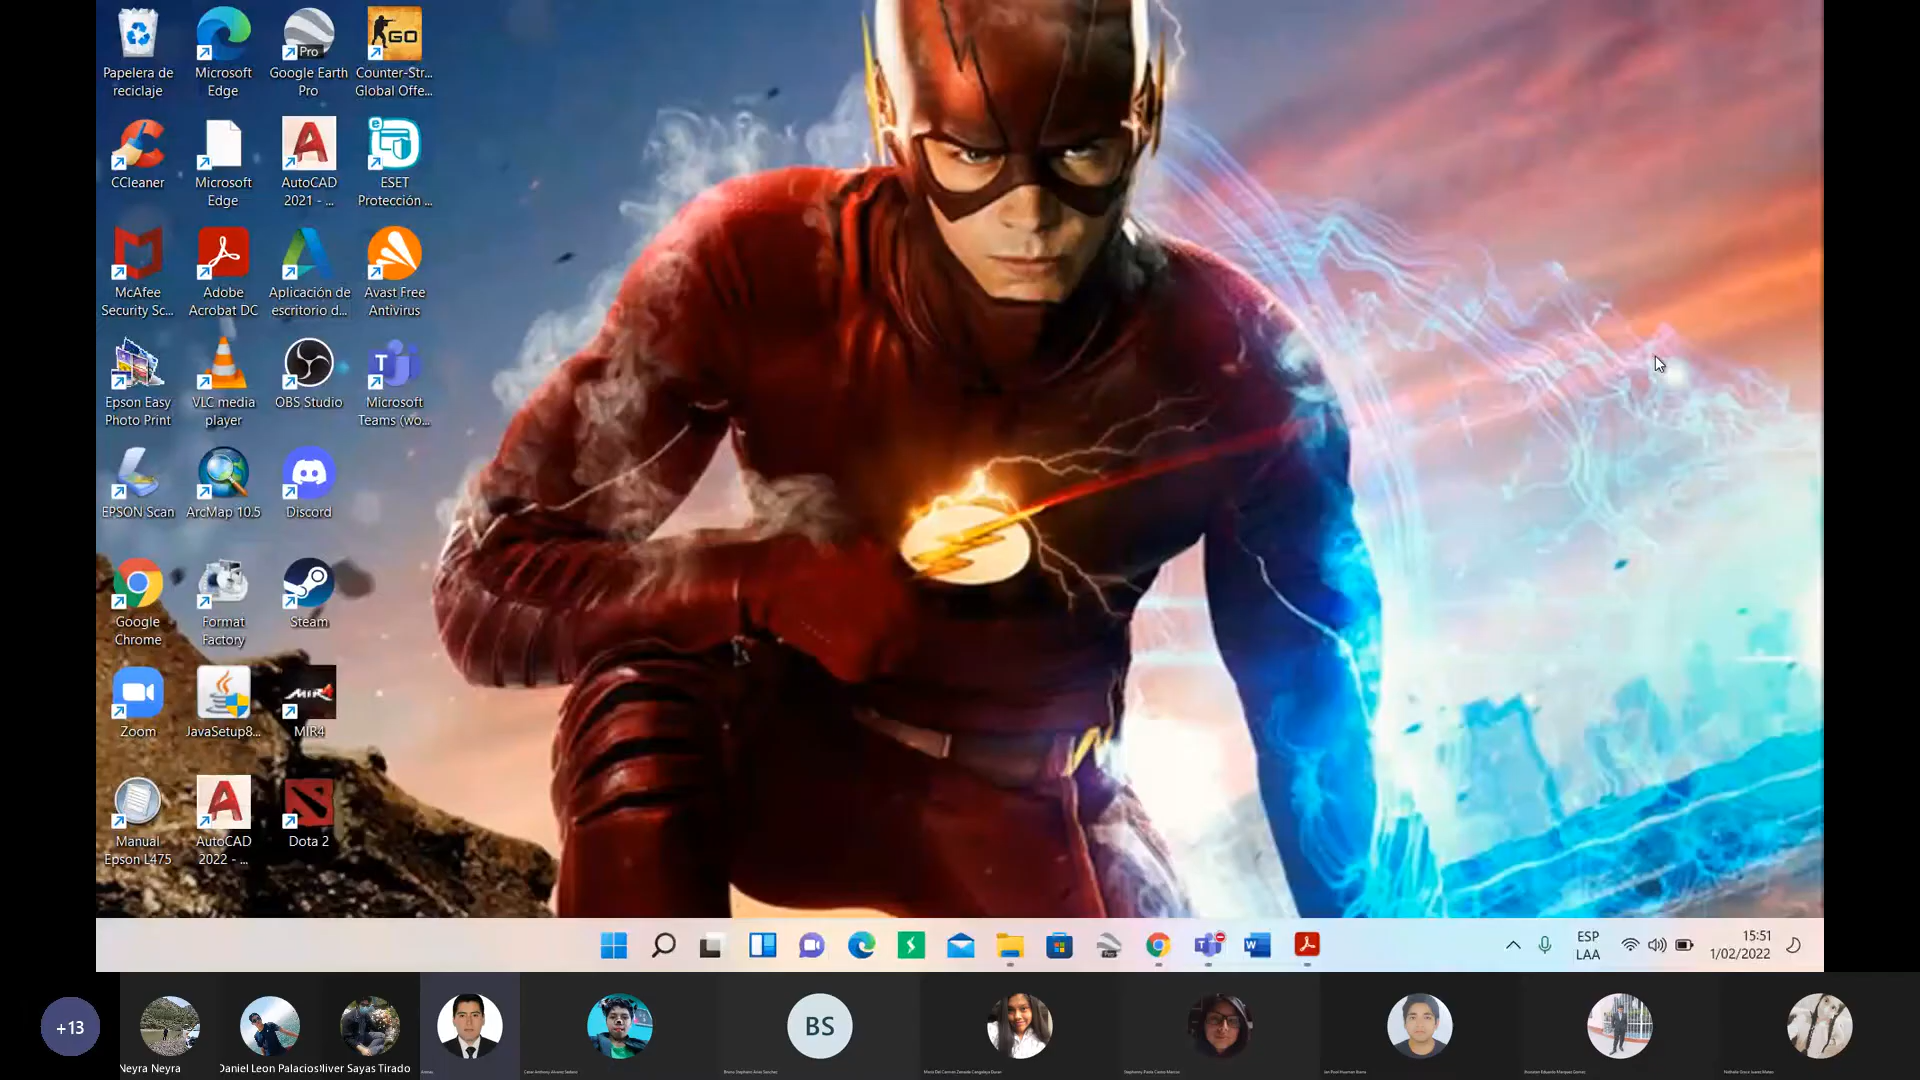 Papelera de
reciclaje
Microsoft
Edge
Pro
Google Earth
Pro
GO
Counter-Str...
Global Offe...
CCleaner
Microsoft
Edge
AutoCAD
2021 - ...
ESET
Protección ...
McAfee
Security Sc...
Adobe
Acrobat DC
Aplicación de
escritorio d...
Avast Free
Antivirus
Epson Easy
Photo Print
VLC media
player
OBS Studio
Microsoft
Teams (wo...
EPSON Scan
ArcMap 10.5
Discord
Google
Chrome
Format
Factory
Steam
Zoom
JavaSetup8...
MIR4
MIR4
Manual
Epson L475
AutoCAD
2022 - ...
Dota 2
ESP
LAA
15:51
1/02/2022
+13
BS
Neyra Neyra
Daniel Leon Palacios
liver Sayas Tirado